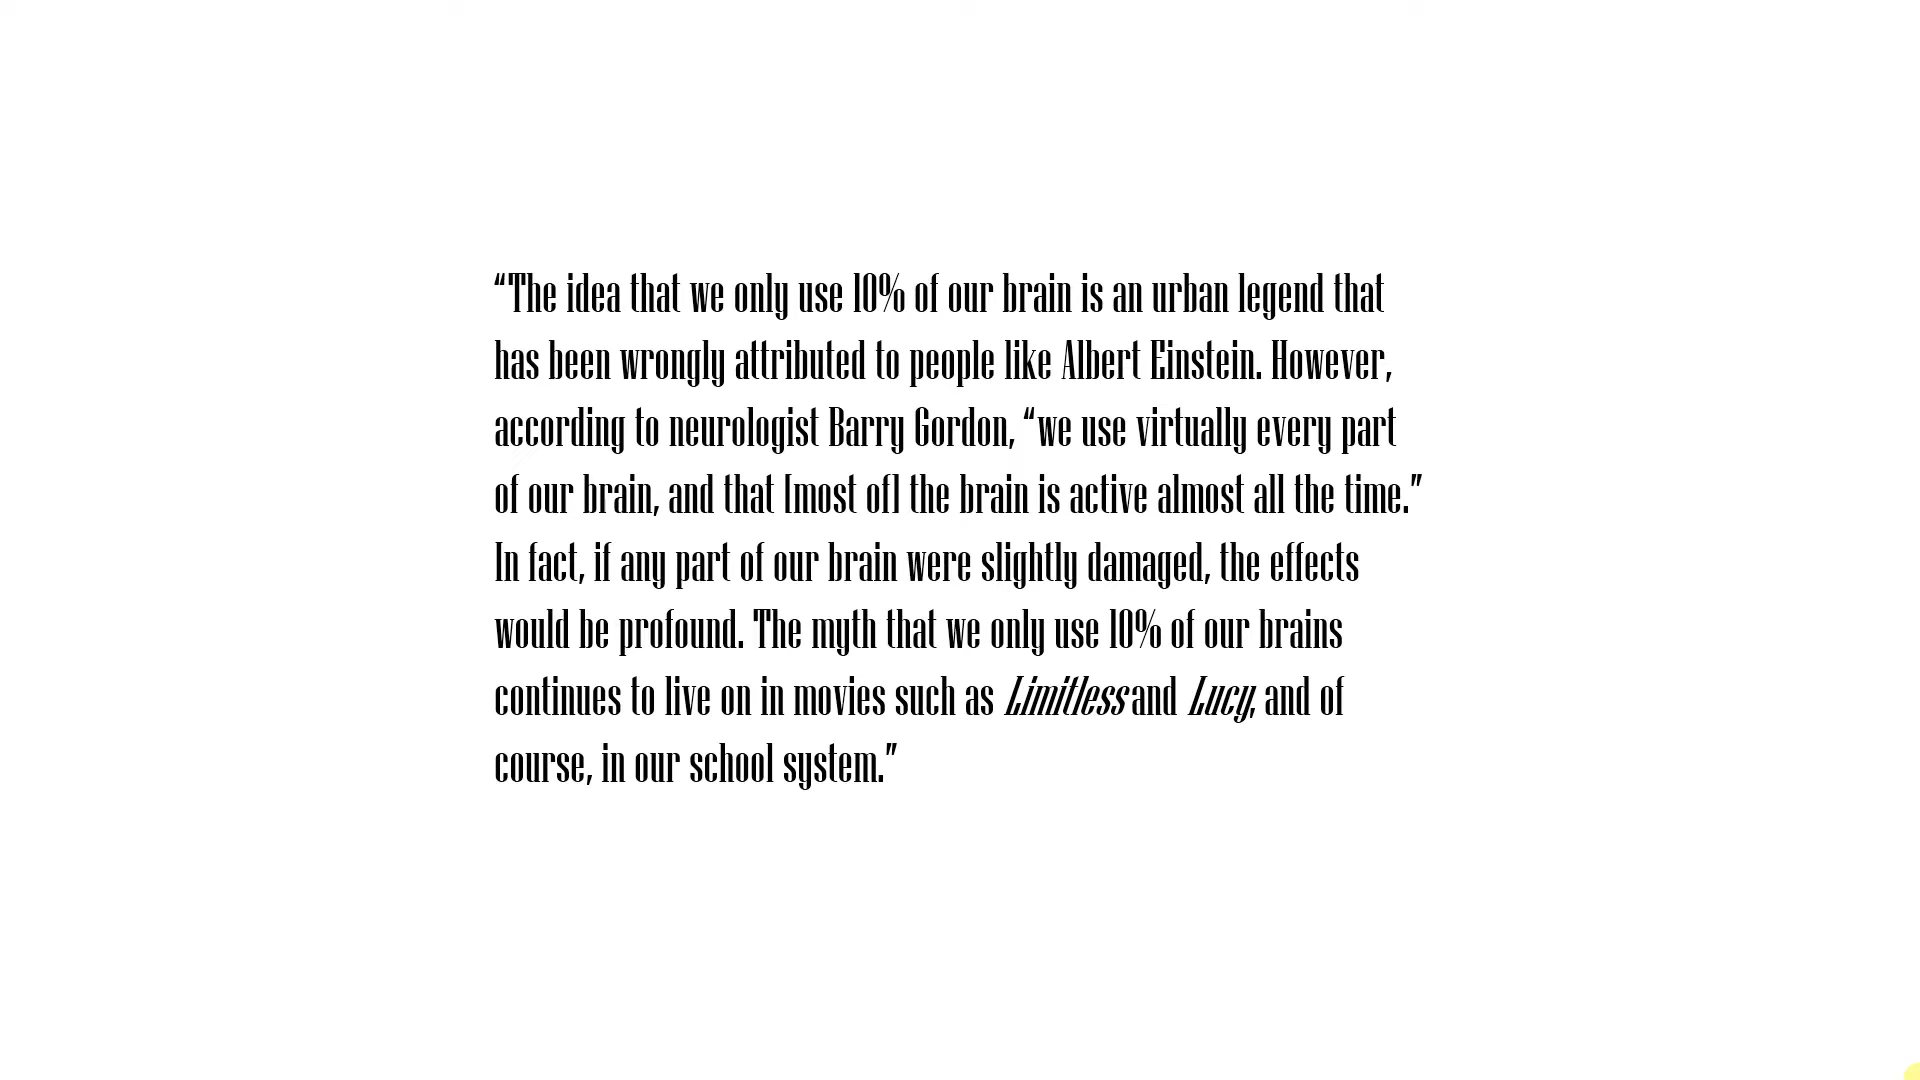 “The idea that we only use 10% of our brain is an urban legend that
has been wrongly attributed to people like Albert Einstein. However,
according to neurologist Barry Gordon, “we use virtually every part
of our brain, and that [most of] the brain is active almost all the time.”
In fact, if any part of our brain were slightly damaged, the effects
would be profound. The myth that we only use 10% of our brains
continues to live on in movies such as Limitless and Lucy, and of
course, in our school system.”